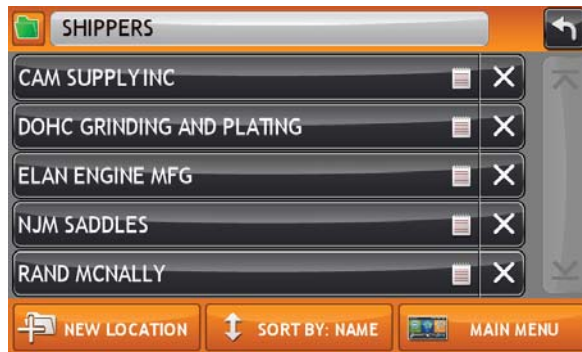 SHIPPERS
CAM SUPPLY INC
DOHC GRINDING AND PLATING
ELAN ENGINE MFG
NJM SADDLES
RAND MCNALLY
NEW LOCATION SORT BY: NAME MAIN MENU